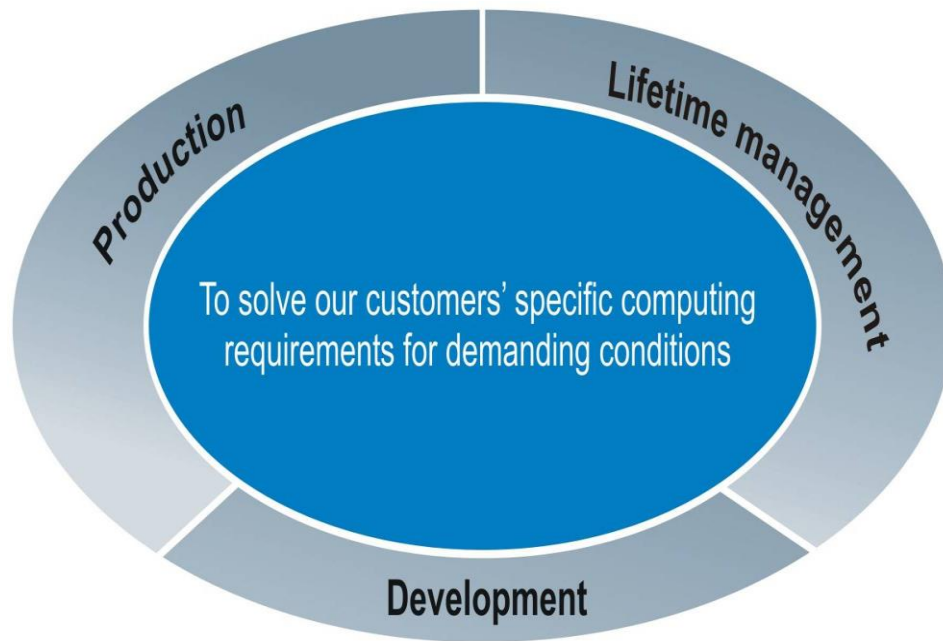 Production
Lifetime management
To solve our customers’ specific computing
requirements for demanding conditions
Development